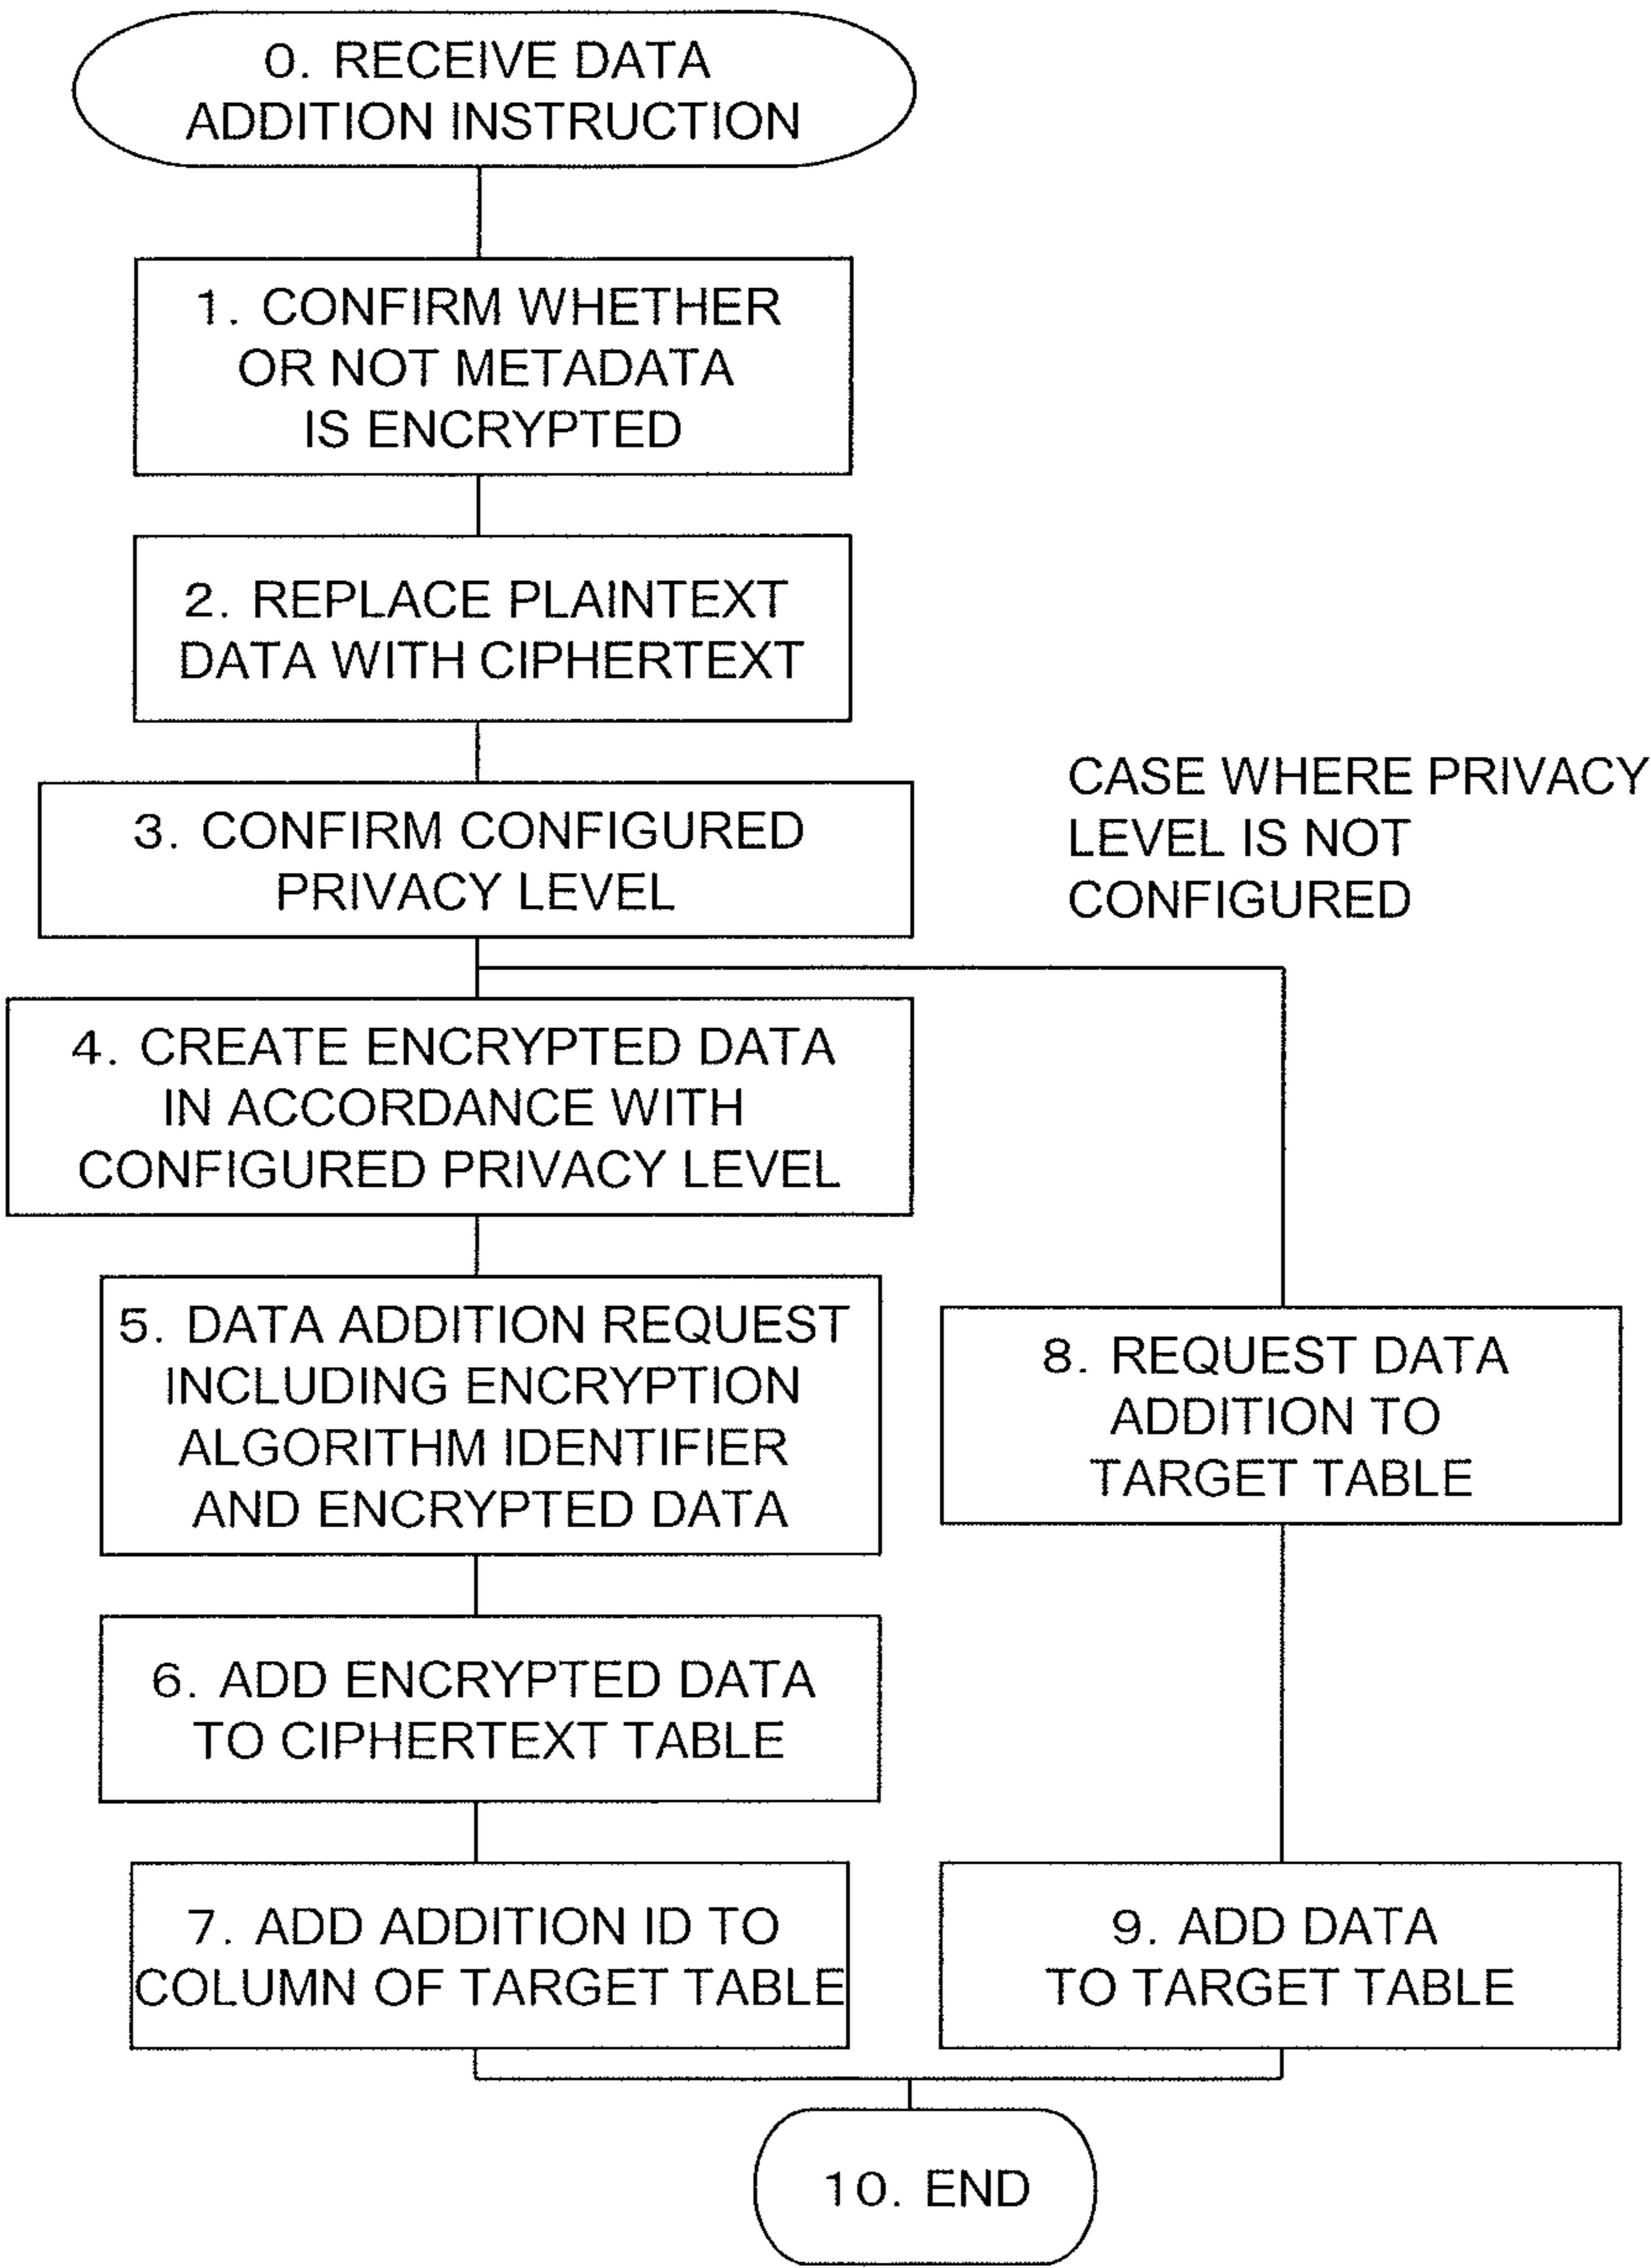 0. RECEIVE DATA
ADDITION INSTRUCTION
1. CONFIRM WHETHER
OR NOT METADATA
IS ENCRYPTED
2. REPLACE PLAINTEXT
DATA WITH CIPHERTEXT
3. CONFIRM CONFIGURED
PRIVACY LEVEL
CASE WHERE PRIVACY
LEVEL IS NOT
CONFIGURED
4. CREATE ENCRYPTED DATA
IN ACCORDANCE WITH
CONFIGURED PRIVACY LEVEL
5. DATA ADDITION REQUEST
INCLUDING ENCRYPTION
ALGORITHM IDENTIFIER
AND ENCRYPTED DATA
6. ADD ENCRYPTED DATA
TO CIPHERTEXT TABLE
7. ADD ADDITION ID TO
COLUMN OF TARGET TABLE
8. REQUEST DATA
ADDITION TO
TARGET TABLE
9. ADD DATA
TO TARGET TABLE
10. END